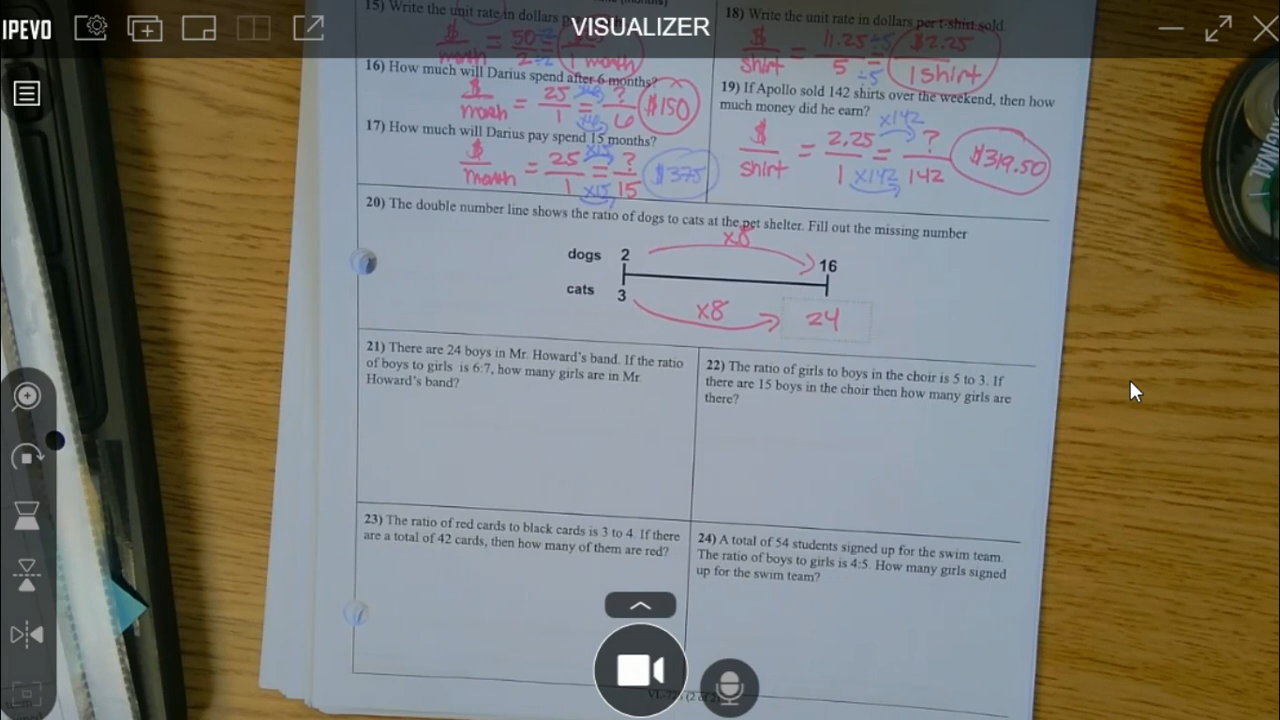 IPEVO
VISUALIZER
15) Write the unit rate in dollars
$
month
= 50 ÷2
2 ÷2
=
1 month
16) How much will Darius spend after 6 months?
$
month
= 25
1
= ?
6
$150
17) How much will Darius pay spend 15 months?
$
month
= 25 x15
1 x15
= ?
15
$375
18) Write the unit rate in dollars per t-shirt sold
$
shirt
= 11.25 ÷5
5 ÷5
= $2.25
1 shirt
19) If Apollo sold 142 shirts over the weekend, then how
much money did he earn?
x142
$
shirt
= 2.25
1
= ?
142
x142
$319.50
20) The double number line shows the ratio of dogs to cats at the pet shelter. Fill out the missing number
x8
dogs 2 16
cats 3 x8 24
21) There are 24 boys in Mr. Howard's band. If the ratio
of boys to girls is 6:7, how many girls are in Mr.
Howard's band?
22) The ratio of girls to boys in the choir is 5 to 3. If
there are 15 boys in the choir then how many girls are
there?
23) The ratio of red cards to black cards is 3 to 4. If there
are a total of 42 cards, then how many of them are red?
24) A total of 54 students signed up for the swim team.
The ratio of boys to girls is 4:5. How many girls signed
up for the swim team?